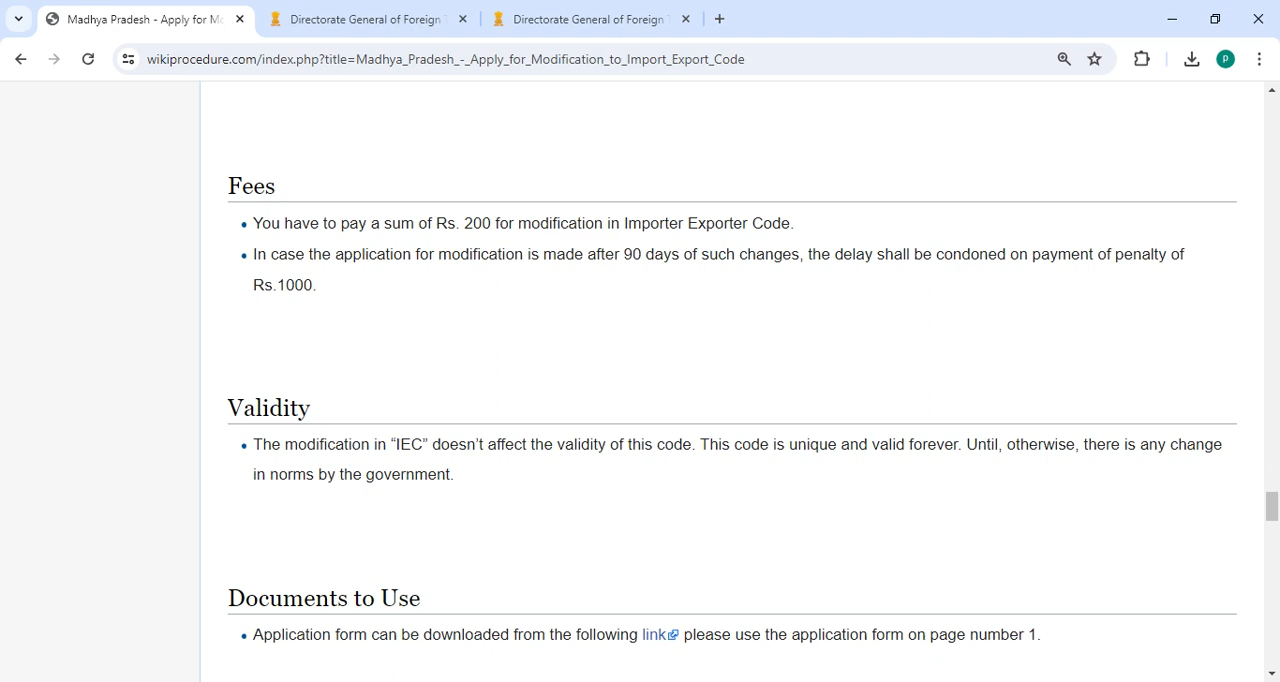 Madhya Pradesh - Apply for Mo
Directorate General of Foreign T
Directorate General of Foreign T
wikiprocedure.com/index.php?title=Madhya_Pradesh_-_Apply_for_Modification_to_Import_Export_Code
P
Fees
You have to pay a sum of Rs. 200 for modification in Importer Exporter Code.
In case the application for modification is made after 90 days of such changes, the delay shall be condoned on payment of penalty of
Rs.1000.
Validity
The modification in “IEC” doesn’t affect the validity of this code. This code is unique and valid forever. Until, otherwise, there is any change
in norms by the government.
Documents to Use
Application form can be downloaded from the following link please use the application form on page number 1.